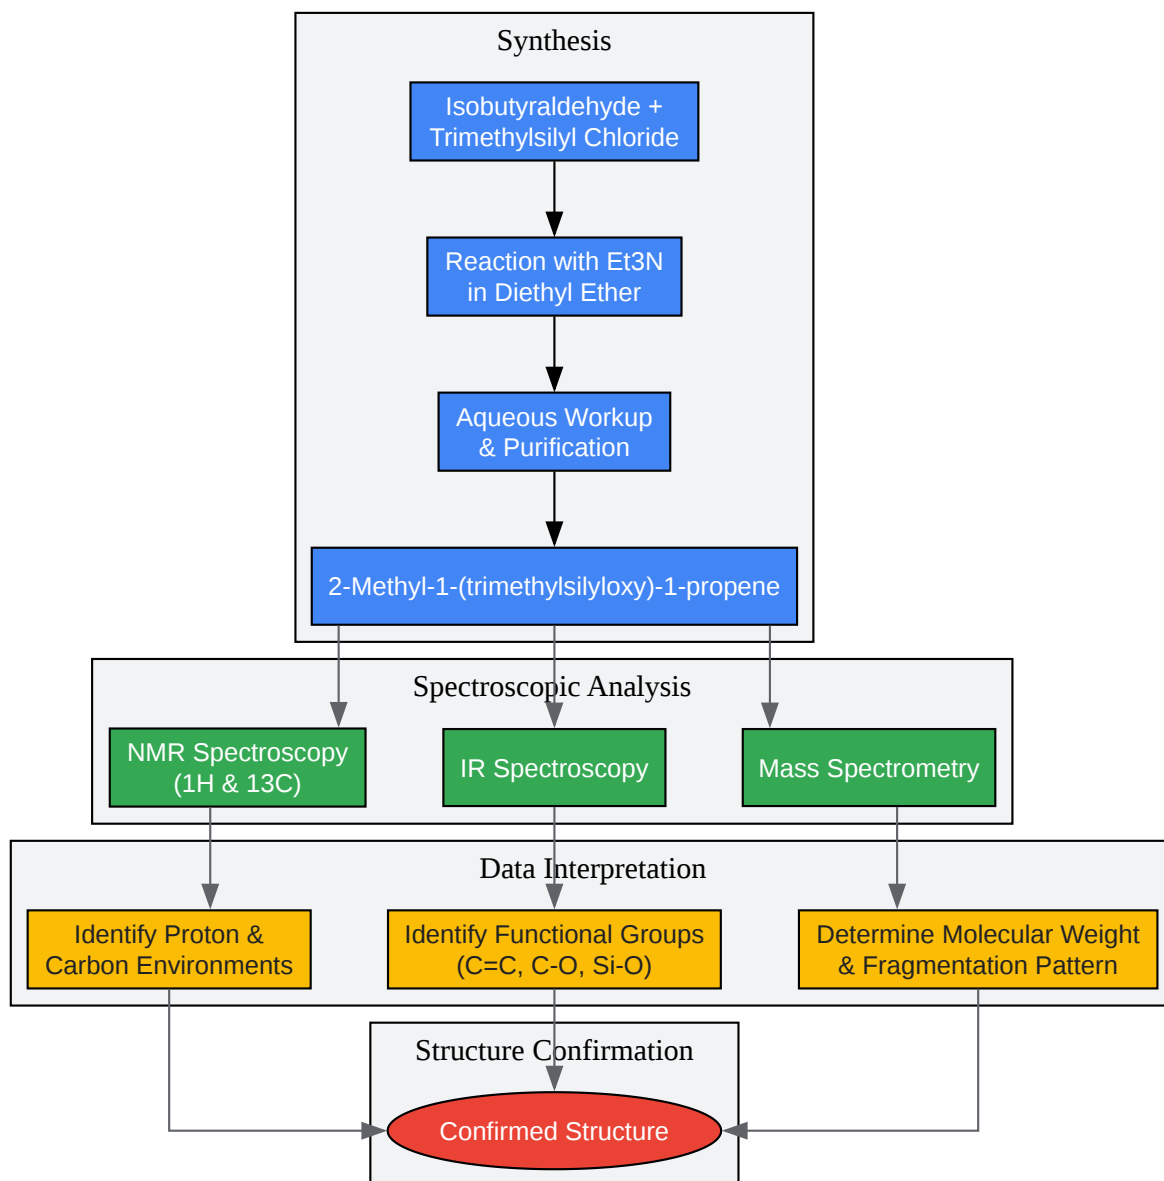 Synthesis
Isobutyraldehyde +
Trimethylsilyl Chloride
Reaction with Et3N
in Diethyl Ether
Aqueous Workup
& Purification
2-Methyl-1-(trimethylsilyloxy)-1-propene
Spectroscopic Analysis
NMR Spectroscopy
(1H & 13C)
IR Spectroscopy
Mass Spectrometry
Data Interpretation
Identify Proton &
Carbon Environments
Identify Functional Groups
(C=C, C-O, Si-O)
Determine Molecular Weight
& Fragmentation Pattern
Structure Confirmation
Confirmed Structure